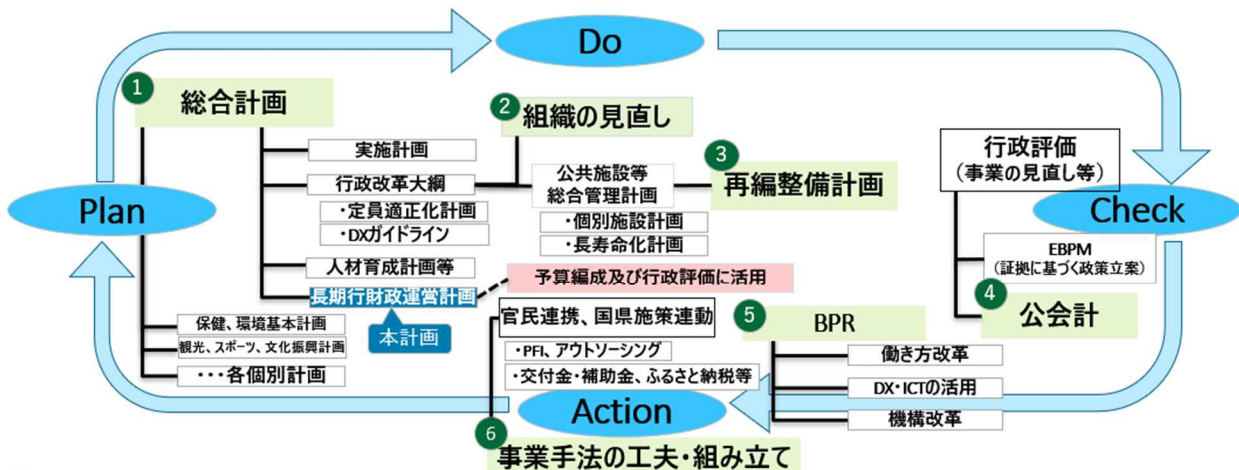 Do
1
総合計画
2
組織の見直し
実施計画
行政改革大綱
・定員適正化計画
・DXガイドライン
人材育成計画等
長期行財政運営計画
本計画
公共施設等
総合管理計画
・個別施設計画
・長寿命化計画
3
再編整備計画
予算編成及び行政評価に活用
Plan
保健、環境基本計画
観光、スポーツ、文化振興計画
・・・各個別計画
行政評価
（事業の見直し等）
Check
EBPM
（証拠に基づく政策立案）
4
公会計
官民連携、国県施策連動
・PFI、アウトソーシング
・交付金・補助金、ふるさと納税等
5
BPR
働き方改革
DX・ICTの活用
機構改革
Action
6
事業手法の工夫・組み立て